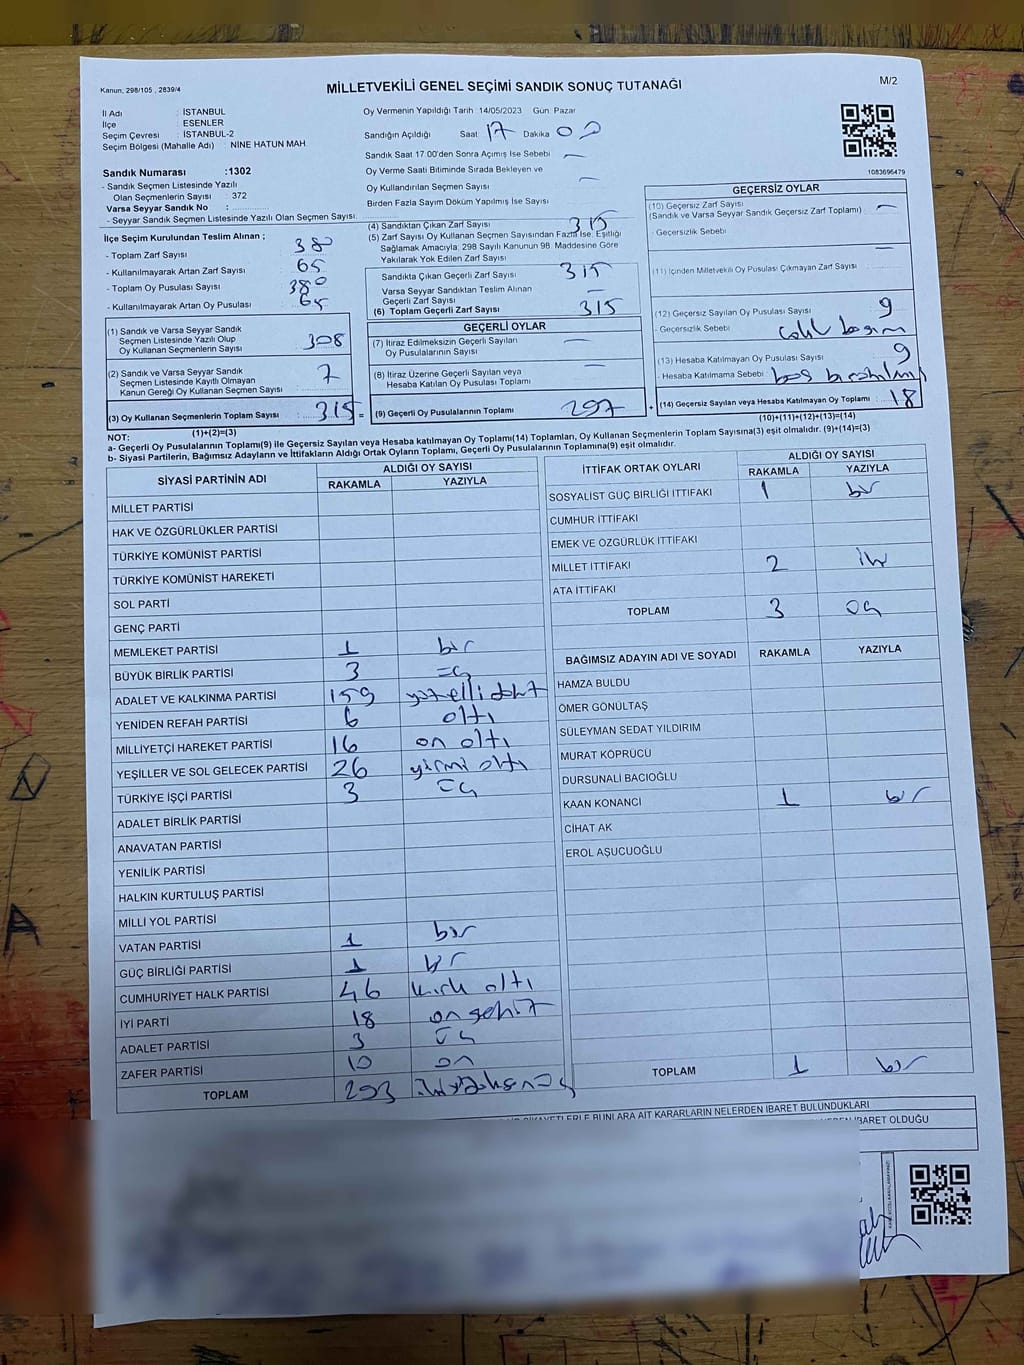 Kanun; 298/105 , 2839/4
MİLLETVEKİLİ GENEL SEÇİMİ SANDIK SONUÇ TUTANAĞI
M/2
İl Adı : İSTANBUL
İlçe : ESENLER
Seçim Çevresi : İSTANBUL-2
Seçim Bölgesi (Mahalle Adı) : NİNE HATUN MAH.
Oy Vermenin Yapıldığı Tarih : 14/05/2023 Gün: Pazar
Sandığın Açıldığı Saat 17 Dakika 00
Sandık Saat 17:00'den Sonra Açımış İse Sebebi —
Oy Verme Saati Bitiminde Sırada Bekleyen ve
Oy Kullandırılan Seçmen Sayısı —
Birden Fazla Sayım Döküm Yapılmış İse Sayısı
1083696479
Sandık Numarası :1302
- Sandık Seçmen Listesinde Yazılı
Olan Seçmenlerin Sayısı : 372
Varsa Seyyar Sandık No :
- Seyyar Sandık Seçmen Listesinde Yazılı Olan Seçmen Sayısı:
İlçe Seçim Kurulundan Teslim Alınan ;
- Toplam Zarf Sayısı 380
- Kullanılmayarak Artan Zarf Sayısı 65
- Toplam Oy Pusulası Sayısı 380
- Kullanılmayarak Artan Oy Pusulası 65
(1) Sandık ve Varsa Seyyar Sandık
Seçmen Listesinde Yazılı Olup
Oy Kullanan Seçmenlerin Sayısı 308
(2) Sandık ve Varsa Seyyar Sandık
Seçmen Listesinde Kayıtlı Olmayan
Kanun Gereği Oy Kullanan Seçmen Sayısı 7
(3) Oy Kullanan Seçmenlerin Toplam Sayısı : 315 =
(1)+(2)=(3)
(4) Sandıktan Çıkan Zarf Sayısı 315
(5) Zarf Sayısı Oy Kullanan Seçmen Sayısından Fazla İse, Eşitliği
Sağlamak Amacıyla; 298 Sayılı Kanunun 98. Maddesine Göre
Yakılarak Yok Edilen Zarf Sayısı
Sandıkta Çıkan Geçerli Zarf Sayısı 315
Varsa Seyyar Sandıktan Teslim Alınan
Geçerli Zarf Sayısı —
(6) Toplam Geçerli Zarf Sayısı 315
GEÇERLİ OYLAR
(7) İtiraz Edilmeksizin Geçerli Sayılan
Oy Pusulalarının Sayısı —
(8) İtiraz Üzerine Geçerli Sayılan veya
Hesaba Katılan Oy Pusulası Toplamı —
(9) Geçerli Oy Pusulalarının Toplamı 297 +
GEÇERSİZ OYLAR
(10) Geçersiz Zarf Sayısı —
(Sandık ve Varsa Seyyar Sandık Geçersiz Zarf Toplamı)
- Geçersizlik Sebebi
(11) İçinden Milletvekili Oy Pusulası Çıkmayan Zarf Sayısı —
(12) Geçersiz Sayılan Oy Pusulası Sayısı 9
- Geçersizlik Sebebi
(13) Hesaba Katılmayan Oy Pusulası Sayısı 9
- Hesaba Katılmama Sebebi boş bırakılmış
(14) Geçersiz Sayılan veya Hesaba Katılmayan Oy Toplamı 18
(10)+(11)+(12)+(13)=(14)
NOT:
a- Geçerli Oy Pusulalarının Toplamı(9) ile Geçersiz Sayılan veya Hesaba katılmayan Oy Toplamı(14) Toplamları, Oy Kullanan Seçmenlerin Toplam Sayısına(3) eşit olmalıdır. (9)+(14)=(3)
b- Siyasi Partilerin, Bağımsız Adayların ve İttifakların Aldığı Ortak Oyların Toplamı, Geçerli Oy Pusulalarının Toplamına(9) eşit olmalıdır.
SİYASİ PARTİNİN ADI ALDIĞI OY SAYISI
RAKAMLA YAZIYLA
MİLLET PARTİSİ
HAK VE ÖZGÜRLÜKLER PARTİSİ
TÜRKİYE KOMÜNİST PARTİSİ
TÜRKİYE KOMÜNİST HAREKETİ
SOL PARTİ
GENÇ PARTİ
MEMLEKET PARTİSİ 1 bir
BÜYÜK BİRLİK PARTİSİ 3 üç
ADALET VE KALKINMA PARTİSİ 159
YENİDEN REFAH PARTİSİ 6 altı
MİLLİYETÇİ HAREKET PARTİSİ 16 on altı
YEŞİLLER VE SOL GELECEK PARTİSİ 26 yirmi altı
TÜRKİYE İŞÇİ PARTİSİ 3 üç
ADALET BİRLİK PARTİSİ
ANAVATAN PARTİSİ
YENİLİK PARTİSİ
HALKIN KURTULUŞ PARTİSİ
MİLLİ YOL PARTİSİ
VATAN PARTİSİ 1 bir
GÜÇ BİRLİĞİ PARTİSİ 1 bir
CUMHURİYET HALK PARTİSİ 46 kırk altı
İYİ PARTİ 18 on sekiz
ADALET PARTİSİ 3 üç
ZAFER PARTİSİ 10 on
TOPLAM 293
İTTİFAK ORTAK OYLARI ALDIĞI OY SAYISI
RAKAMLA YAZIYLA
SOSYALİST GÜÇ BİRLİĞİ İTTİFAKI 1 bir
CUMHUR İTTİFAKI
EMEK VE ÖZGÜRLÜK İTTİFAKI
MİLLET İTTİFAKI 2 iki
ATA İTTİFAKI
TOPLAM 3 üç
BAĞIMSIZ ADAYIN ADI VE SOYADI RAKAMLA YAZIYLA
HAMZA BULDU
ÖMER GÖNÜLTAŞ
SÜLEYMAN SEDAT YILDIRIM
MURAT KÖPRÜCÜ
DURSUNALİ BACIOĞLU
KAAN KONANCI 1 bir
CİHAT AK
EROL AŞUCUOĞLU
TOPLAM 1 bir
BUNLARA AİT KARARLARIN NELERDEN İBARET BULUNDUKLARI
İBARET OLDUĞU